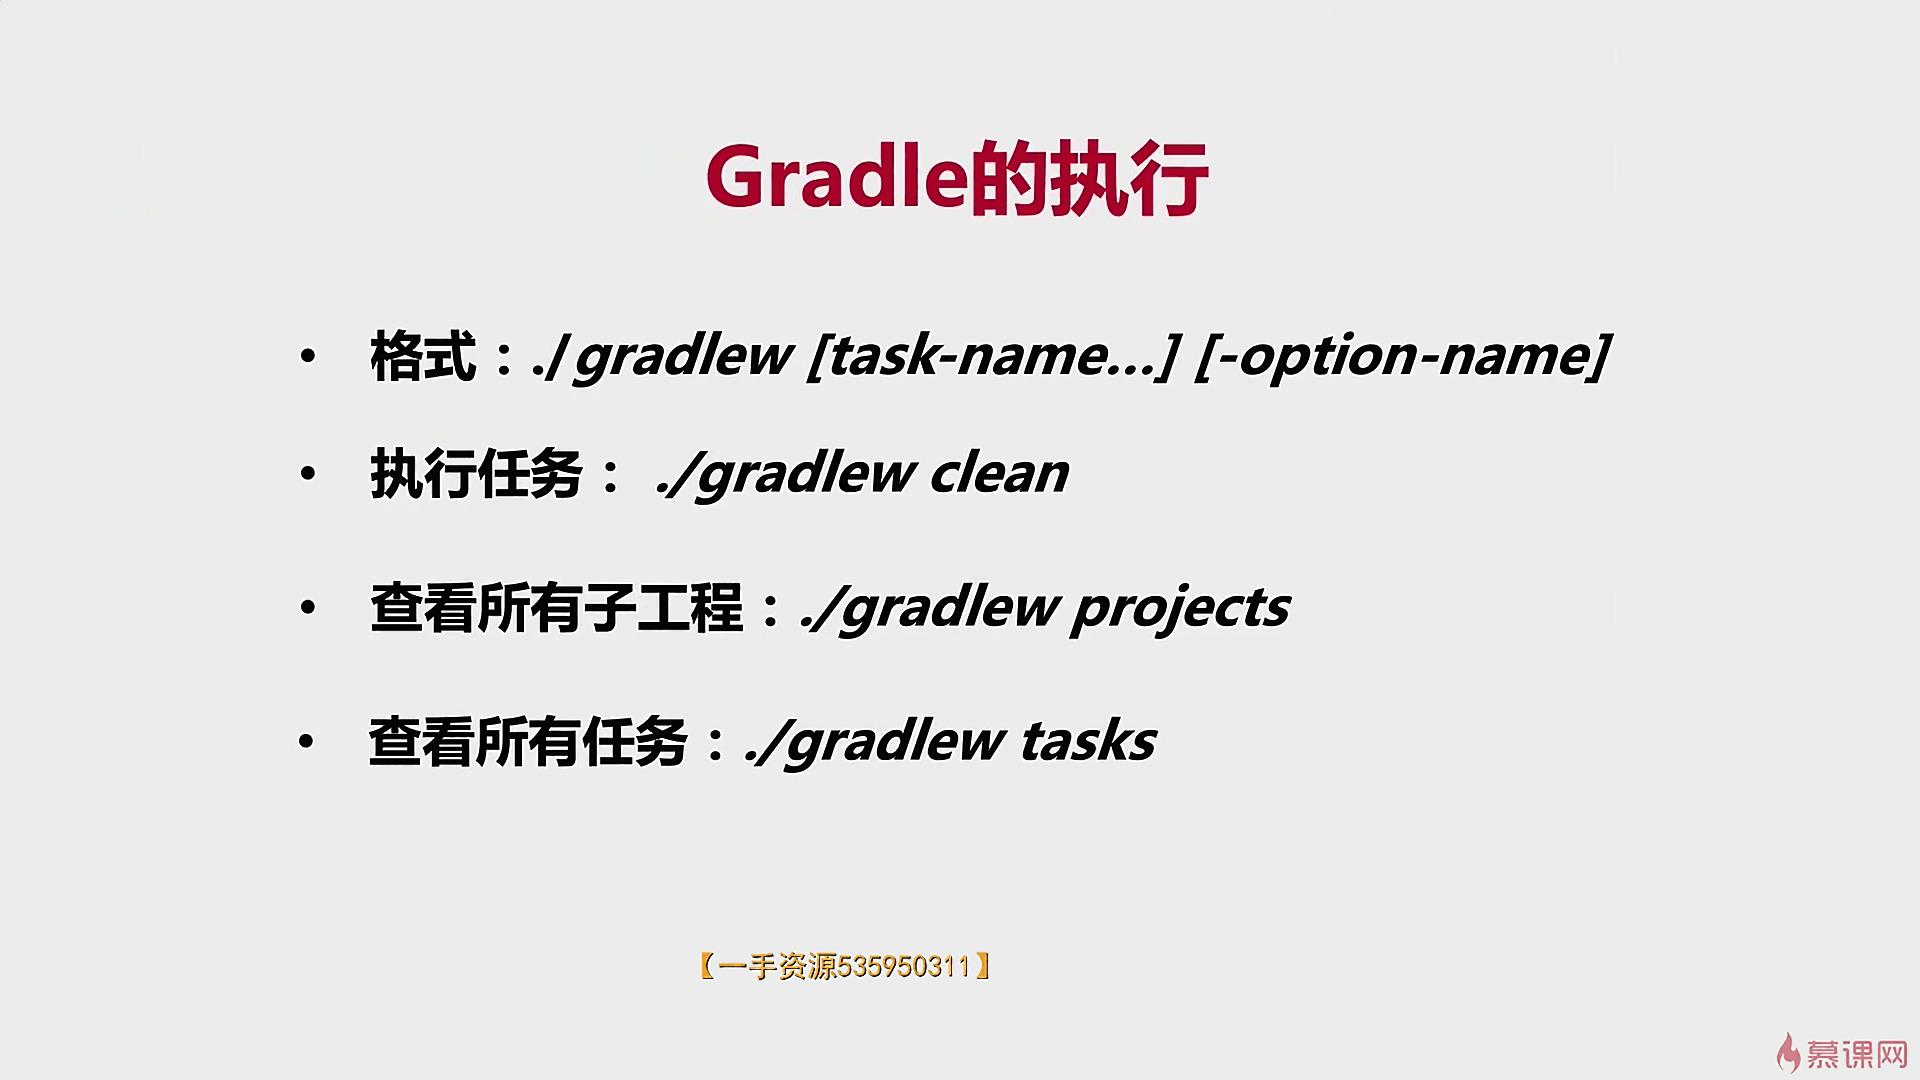 Gradle的执行
• 格式：./gradlew [task-name...] [-option-name]
• 执行任务： ./gradlew clean
• 查看所有子工程：./gradlew projects
• 查看所有任务：./gradlew tasks
【一手资源535950311】
慕课网